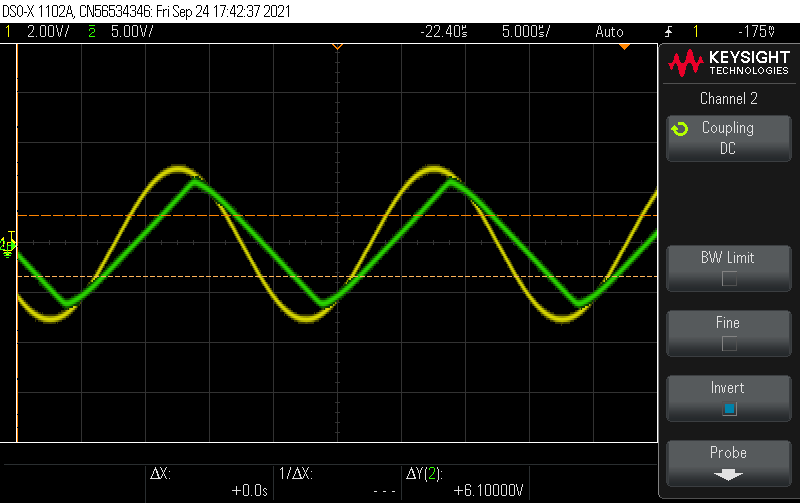 DSO-X 1102A, CN56534346: Fri Sep 24 17:42:37 2021
1 2.00V/ 2 5.00V/ -22.40s 5.000s/ Auto 1 -175V
KEYSIGHT
TECHNOLOGIES
Channel 2
Coupling
DC
T
BW Limit
Fine
Invert
Probe
ΔX:
+0.0s
1/ΔX:
---
ΔY(2):
+6.10000V